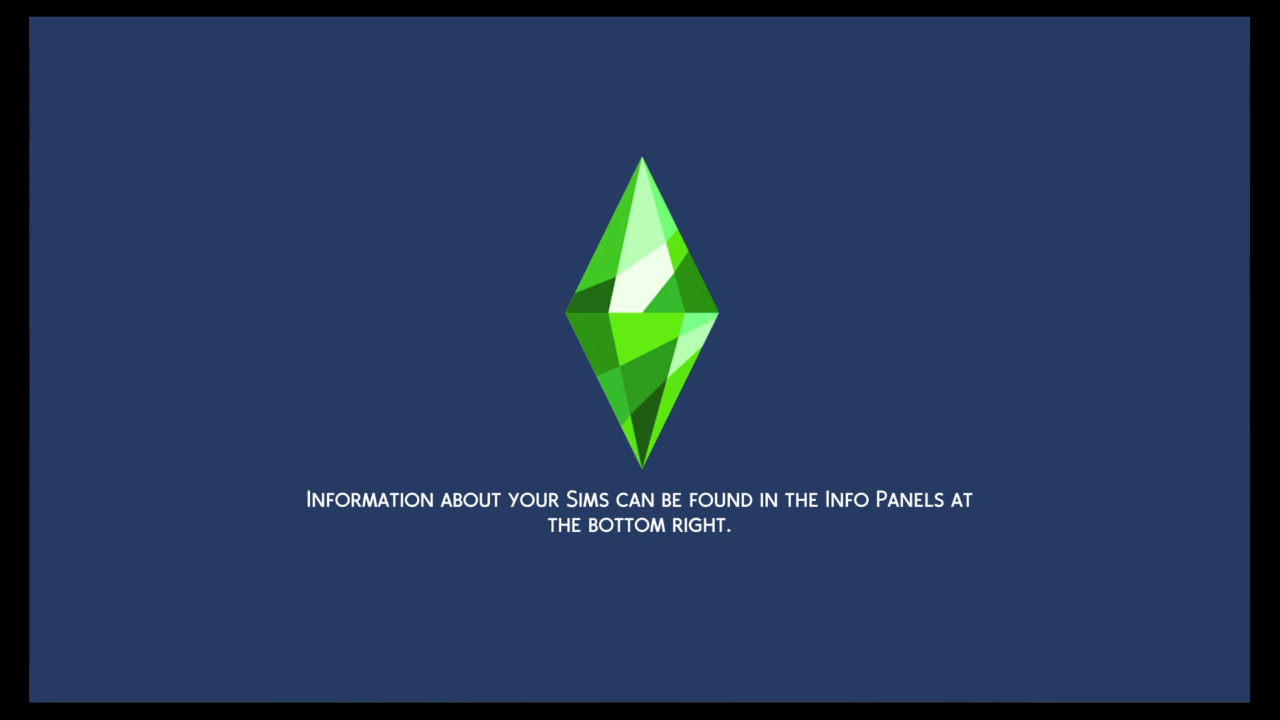 Information about your Sims can be found in the Info Panels at
the bottom right.